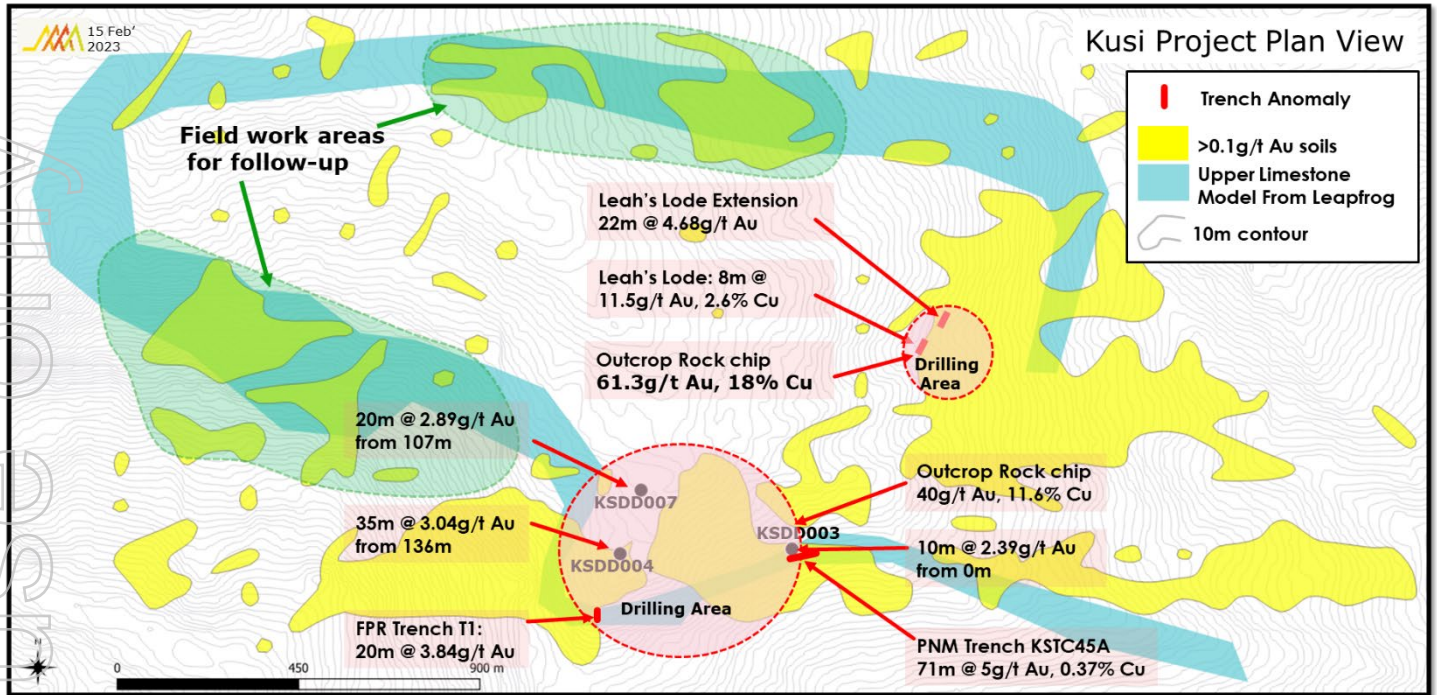 15 Feb'
2023
Kusi Project Plan View
Trench Anomaly
>0.1g/t Au soils
Upper Limestone
Model From Leapfrog
10m contour
Field work areas
for follow-up
Leah's Lode Extension
22m @ 4.68g/t Au
Leah's Lode: 8m @
11.5g/t Au, 2.6% Cu
Outcrop Rock chip
61.3g/t Au, 18% Cu
Drilling
Area
20m @ 2.89g/t Au
from 107m
KSDD007
35m @ 3.04g/t Au
from 136m
KSDD004
Outcrop Rock chip
40g/t Au, 11.6% Cu
KSDD003
10m @ 2.39g/t Au
from 0m
Drilling Area
FPR Trench T1:
20m @ 3.84g/t Au
PNM Trench KSTC45A
71m @ 5g/t Au, 0.37% Cu
z
0 450 900 m